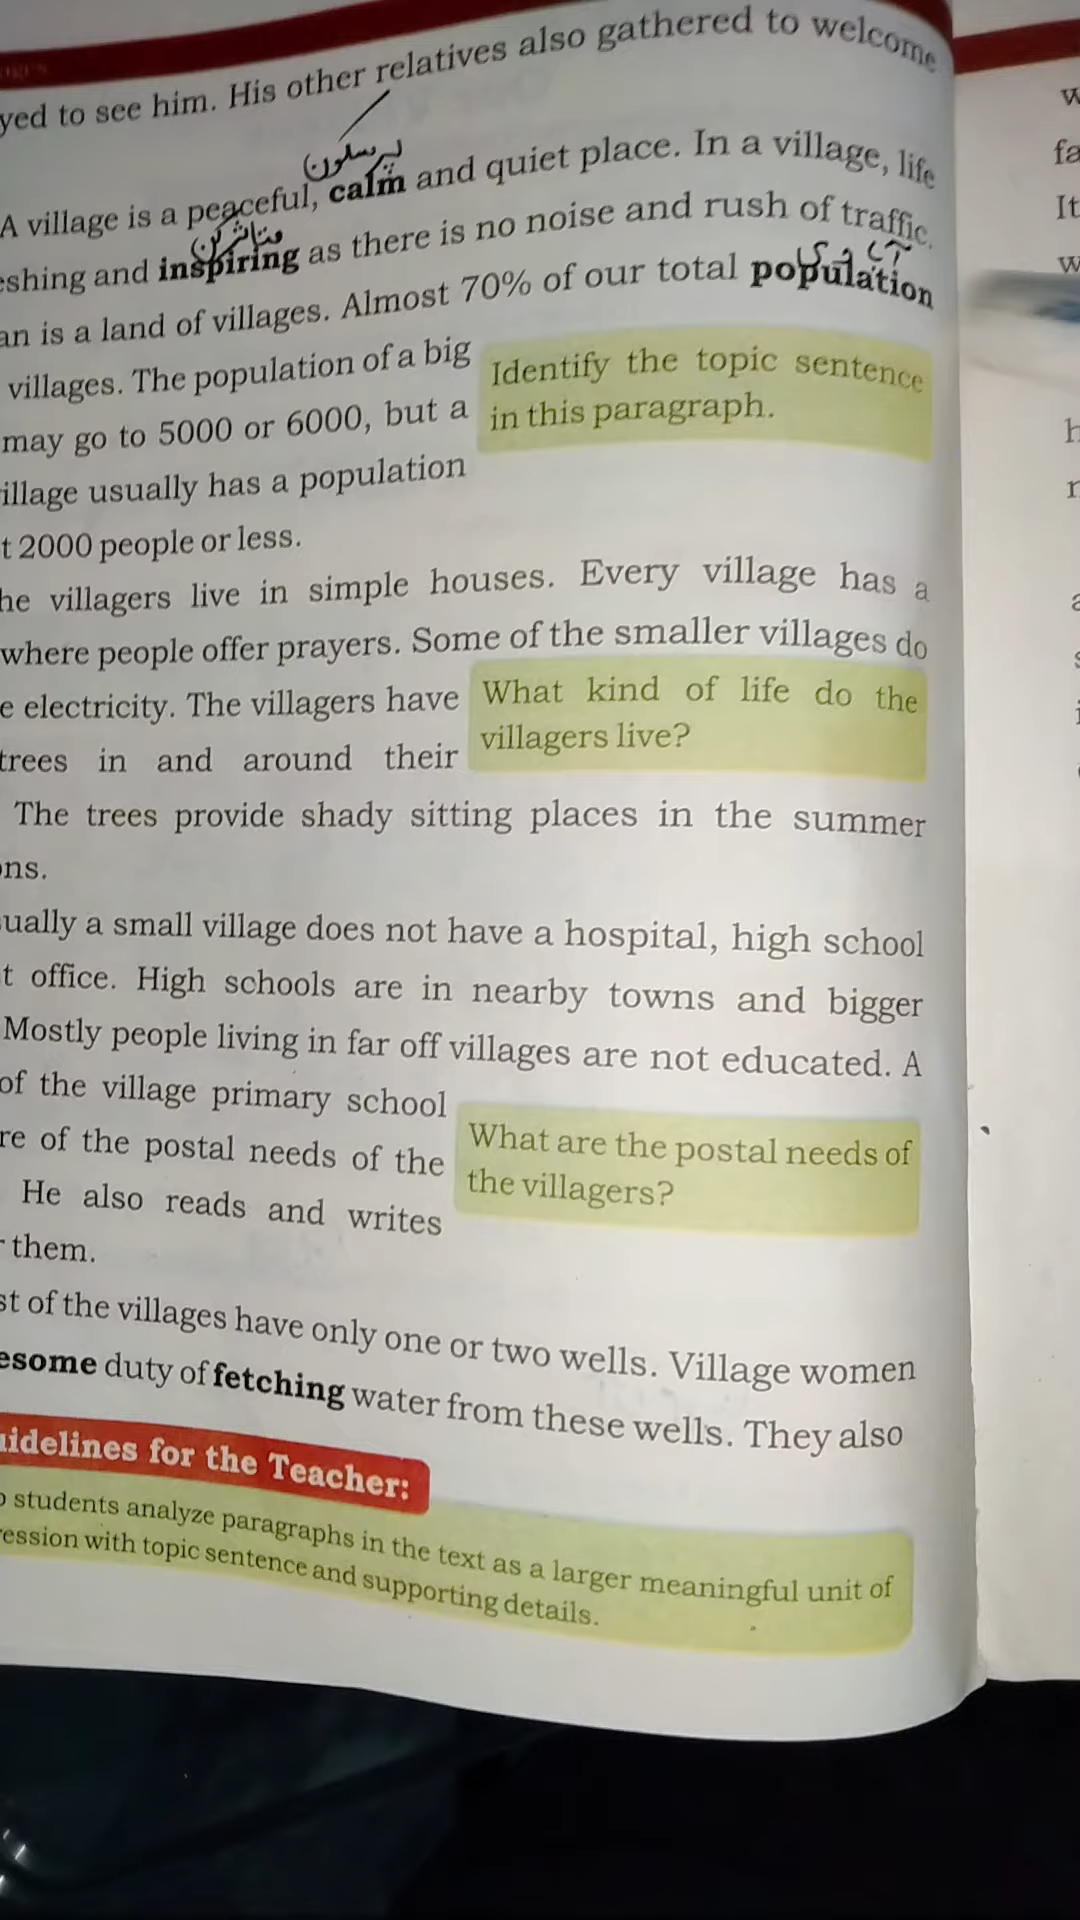 yed to see him. His other relatives also gathered to welcome
پرسکون
A village is a peaceful, calm and quiet place. In a village, life
متاثر کن
eshing and inspiring as there is no noise and rush of traffic.
آبادی
an is a land of villages. Almost 70% of our total population
villages. The population of a big
Identify the topic sentence
may go to 5000 or 6000, but a
in this paragraph.
illage usually has a population
t 2000 people or less.
he villagers live in simple houses. Every village has a
where people offer prayers. Some of the smaller villages do
e electricity. The villagers have
What kind of life do the
trees in and around their
villagers live?
The trees provide shady sitting places in the summer
ons.
ually a small village does not have a hospital, high school
t office. High schools are in nearby towns and bigger
Mostly people living in far off villages are not educated. A
of the village primary school
What are the postal needs of
re of the postal needs of the
the villagers?
He also reads and writes
r them.
st of the villages have only one or two wells. Village women
esome duty of fetching water from these wells. They also
uidelines for the Teacher:
o students analyze paragraphs in the text as a larger meaningful unit of
ression with topic sentence and supporting details.
w
fa
It
w
h
r
a
s
i